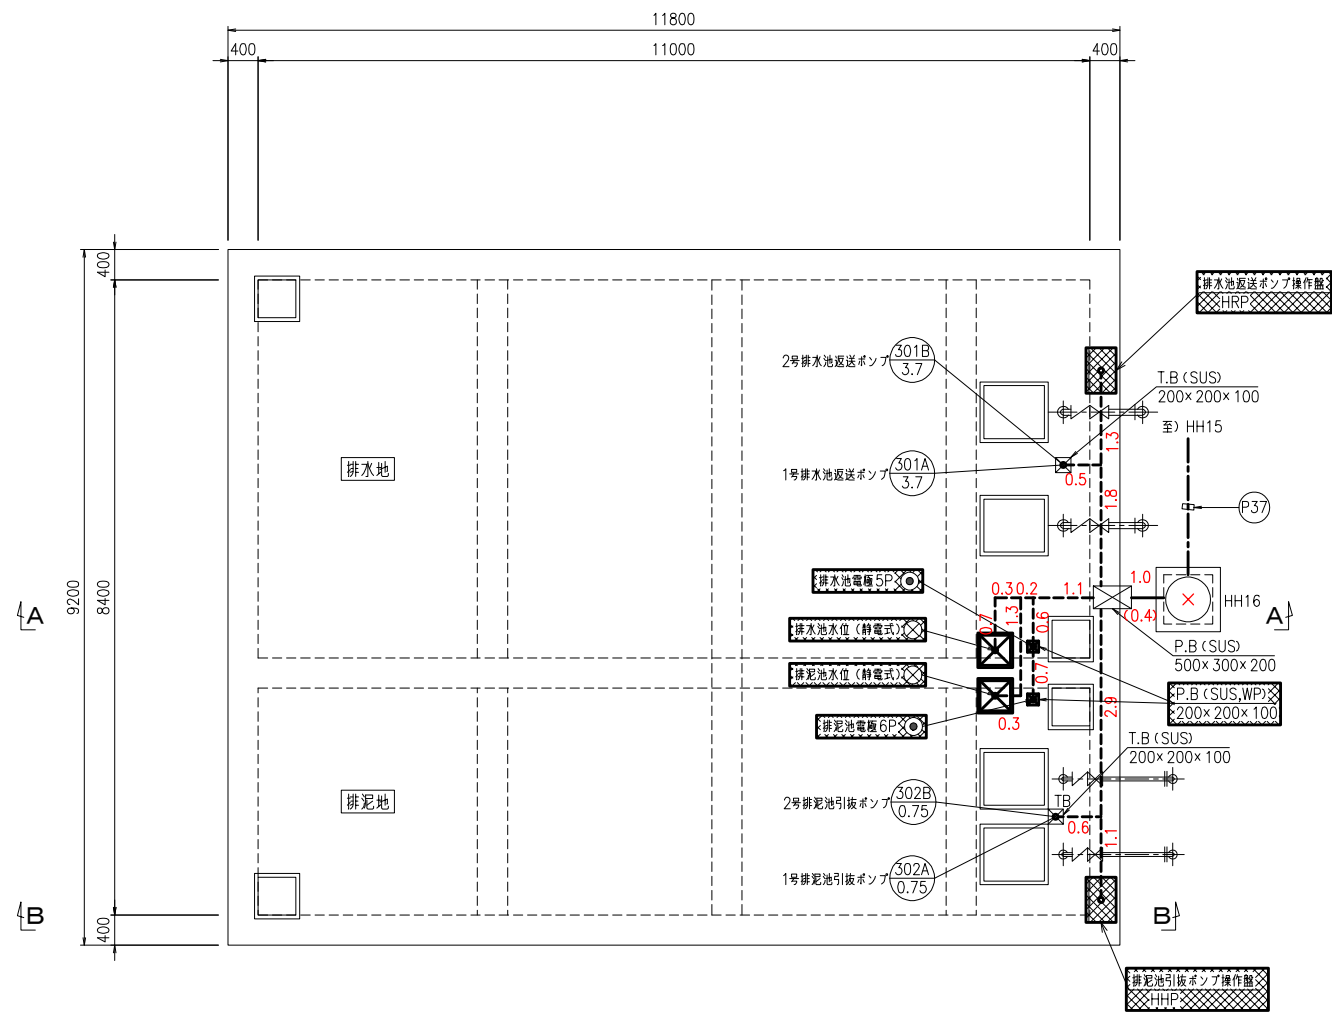 11800
400 11000 400
400
9200
8400
400
排水池返送ポンプ操作盤
HRP
2号排水池返送ポンプ
301B
3.7
T.B(SUS)
200×200×100
至) HH15
1.3
排水地
1号排水池返送ポンプ
301A
3.7
0.5
1.8
P37
排水池電極5P
0.3 0.2 1.1 1.0
(0.4)
HH16
A
A
排水池水位(静電式)
0.7
1.3
0.6
P.B(SUS)
500×300×200
排泥池水位(静電式)
0.7
P.B(SUS,WP)
200×200×100
排泥池電極6P
0.3
2.9
T.B(SUS)
200×200×100
排泥地
2号排泥池引抜ポンプ
302B
0.75
TB
0.6
1.1
1号排泥池引抜ポンプ
302A
0.75
B
B
排泥池引抜ポンプ操作盤
HHP